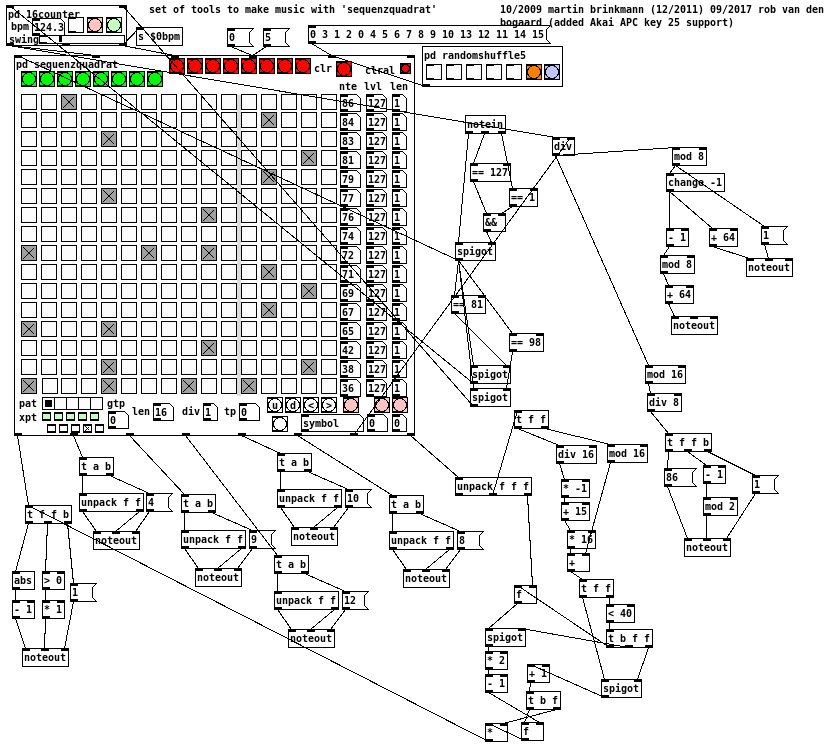 set of tools to make music with 'sequenzquadrat'
10/2009 martin brinkmann (12/2011) 09/2017 rob van den
bogaard (added Akai APC key 25 support)
pd 16counter
bpm 124.3
swing
s $0bpm
0
5
0 3 1 2 0 4 5 6 7 8 9 10 11 12 13 14 15
pd randomshuffle5
pd sequenzquadrat
clr
clral
nte lvl len
86 127 1
84 127 1
83 127 1
81 127 1
79 127 1
77 127 1
76 127 1
74 127 1
72 127 1
71 127 1
69 127 1
67 127 1
65 127 1
42 127 1
38 127 1
36 127 1
pat
gtp
xpt
0
len 16
div 1
tp 0
u
d
<
>
symbol
0
0
notein
== 127
== 1
&&
spigot
== 81
== 98
spigot
spigot
div
mod 8
change -1
- 1
+ 64
1
mod 8
noteout
+ 64
noteout
mod 16
div 8
t f f b
86
- 1
1
mod 2
noteout
t f f
div 16
mod 16
* -1
+ 15
* 16
+
t f f
< 40
t b f f
spigot
unpack f f f
f
spigot
* 2
- 1
+ 1
t b f
*
f
t a b
unpack f f
4
noteout
t a b
unpack f f
9
noteout
t a b
unpack f f
10
noteout
t a b
unpack f f
12
noteout
t a b
unpack f f
8
noteout
t f f b
abs
> 0
1
- 1
* 1
noteout